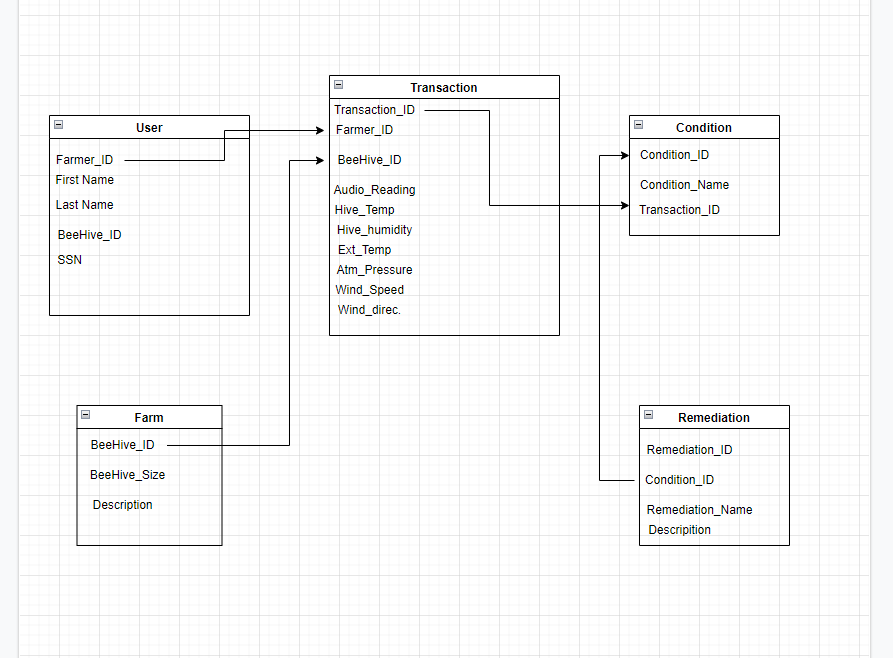 User
Farmer_ID
First Name
Last Name
BeeHive_ID
SSN
Transaction
Transaction_ID
Farmer_ID
BeeHive_ID
Audio_Reading
Hive_Temp
Hive_humidity
Ext_Temp
Atm_Pressure
Wind_Speed
Wind_direc.
Condition
Condition_ID
Condition_Name
Transaction_ID
Farm
BeeHive_ID
BeeHive_Size
Description
Remediation
Remediation_ID
Condition_ID
Remediation_Name
Descripition